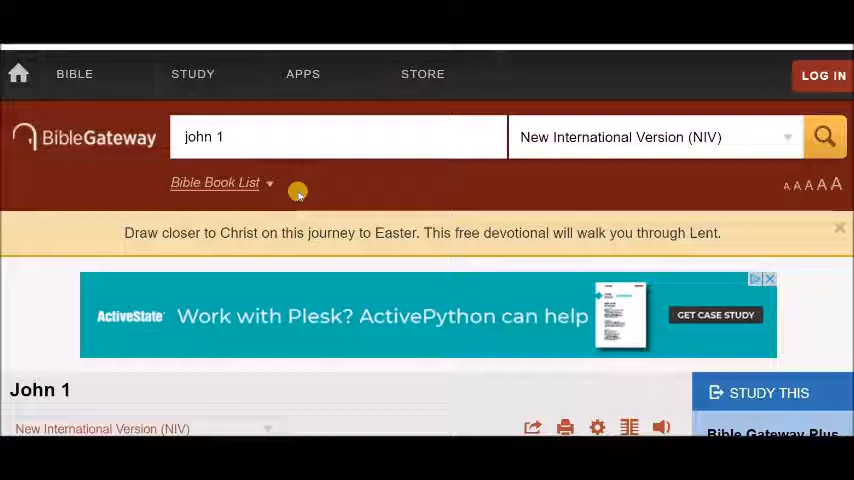 BIBLE STUDY APPS STORE LOG IN
BibleGateway john 1 New International Version (NIV)
Bible Book List A A A A A
Draw closer to Christ on this journey to Easter. This free devotional will walk you through Lent.
ActiveState Work with Plesk? ActivePython can help GET CASE STUDY
John 1
STUDY THIS
New International Version (NIV)
Bible Gateway Plus